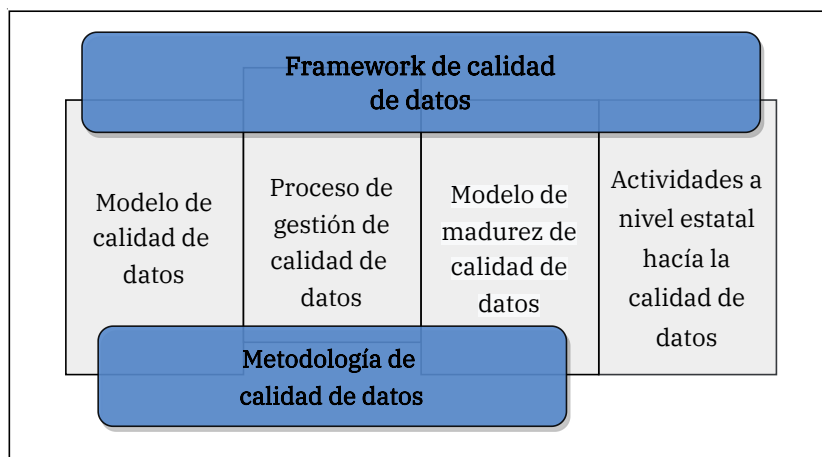 Framework de calidad
de datos
Modelo de
calidad de
datos
Proceso de
gestión de
calidad de
datos
Modelo de
madurez de
calidad de
datos
Actividades a
nivel estatal
hacía la
calidad de
datos
Metodología de
calidad de datos